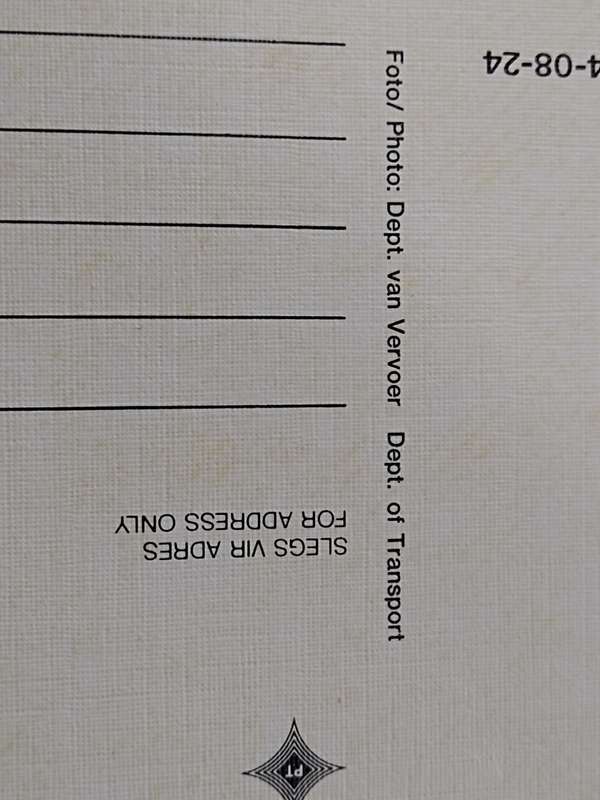 PT
SLEGS VIR ADRES
FOR ADDRESS ONLY
Foto/ Photo: Dept. van Vervoer Dept. of Transport
4-08-24